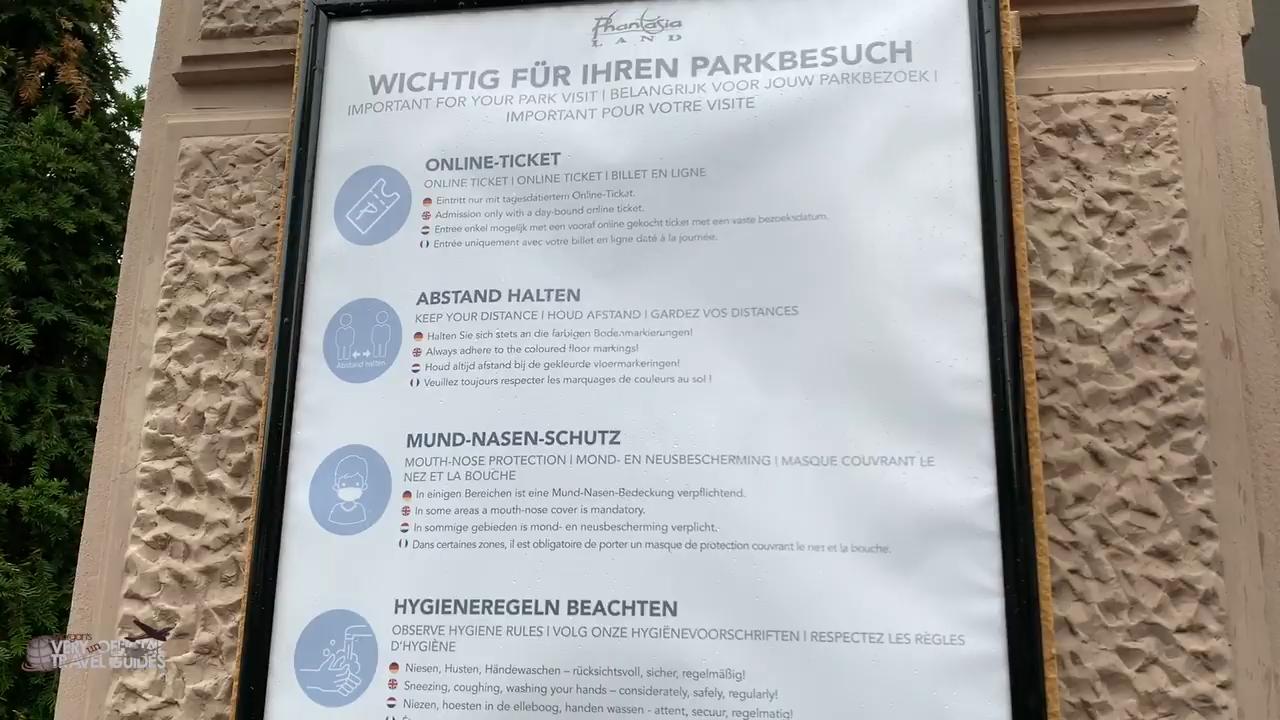 Phantasia
LAND
WICHTIG FÜR IHREN PARKBESUCH
IMPORTANT FOR YOUR PARK VISIT | BELANGRIJK VOOR JOUW PARKBEZOEK |
IMPORTANT POUR VOTRE VISITE
ONLINE-TICKET
ONLINE TICKET | ONLINE TICKET | BILLET EN LIGNE
Eintritt nur mit tagesdatiertem Online-Ticket.
Admission only with a day-bound online ticket.
Entree enkel mogelijk met een vooraf online gekocht ticket met een vaste bezoeksdatum.
Entrée uniquement avec votre billet en ligne daté à la journée.
ABSTAND HALTEN
KEEP YOUR DISTANCE | HOUD AFSTAND | GARDEZ VOS DISTANCES
Abstand halten
Halten Sie sich stets an die farbigen Bodenmarkierungen!
Always adhere to the coloured floor markings!
Houd altijd afstand bij de gekleurde vloermarkeringen!
Veuillez toujours respecter les marquages de couleurs au sol !
MUND-NASEN-SCHUTZ
MOUTH-NOSE PROTECTION | MOND- EN NEUSBESCHERMING | MASQUE COUVRANT LE
NEZ ET LA BOUCHE
In einigen Bereichen ist eine Mund-Nasen-Bedeckung verpflichtend.
In some areas a mouth-nose cover is mandatory.
In sommige gebieden is mond- en neusbescherming verplicht.
Dans certaines zones, il est obligatoire de porter un masque de protection couvrant le nez et la bouche.
HYGIENEREGELN BEACHTEN
OBSERVE HYGIENE RULES | VOLG ONZE HYGIËNEVOORSCHRIFTEN | RESPECTEZ LES RÈGLES
D'HYGIÈNE
Niesen, Husten, Händewaschen – rücksichtsvoll, sicher, regelmäßig!
Sneezing, coughing, washing your hands – considerately, safely, regularly!
Niezen, hoesten in de elleboog, handen wassen - attent, secuur, regelmatig!
Morgan's
VERY unOFFICIAL
TRAVEL GUIDES